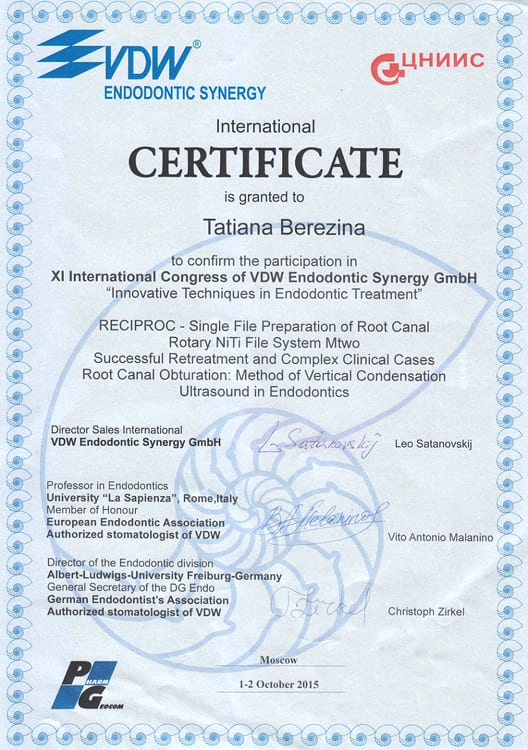 VDW®
ENDODONTIC SYNERGY
ЦНИИС
International
CERTIFICATE
is granted to
Tatiana Berezina
to confirm the participation in
XI International Congress of VDW Endodontic Synergy GmbH
“Innovative Techniques in Endodontic Treatment”
RECIPROC - Single File Preparation of Root Canal
Rotary NiTi File System Mtwo
Successful Retreatment and Complex Clinical Cases
Root Canal Obturation: Method of Vertical Condensation
Ultrasound in Endodontics
Director Sales International
VDW Endodontic Synergy GmbH
L Satanovskij
Leo Satanovskij
Professor in Endodontics
University “La Sapienza”, Rome,Italy
Member of Honour
European Endodontic Association
Authorized stomatologist of VDW
Vito Antonio Malanino
Director of the Endodontic division
Albert-Ludwigs-University Freiburg-Germany
General Secretary of the DG Endo
German Endodontist's Association
Authorized stomatologist of VDW
Christoph Zirkel
Moscow
1-2 October 2015
PHARM
GEOCOM